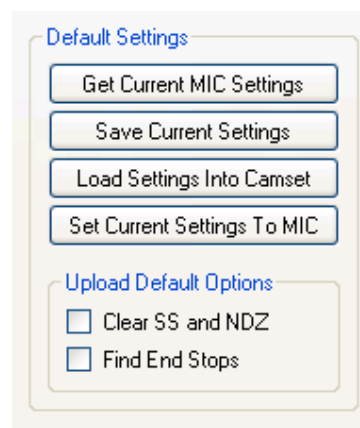 Default Settings
Get Current MIC Settings
Save Current Settings
Load Settings Into Camset
Set Current Settings To MIC
Upload Default Options
Clear SS and NDZ
Find End Stops